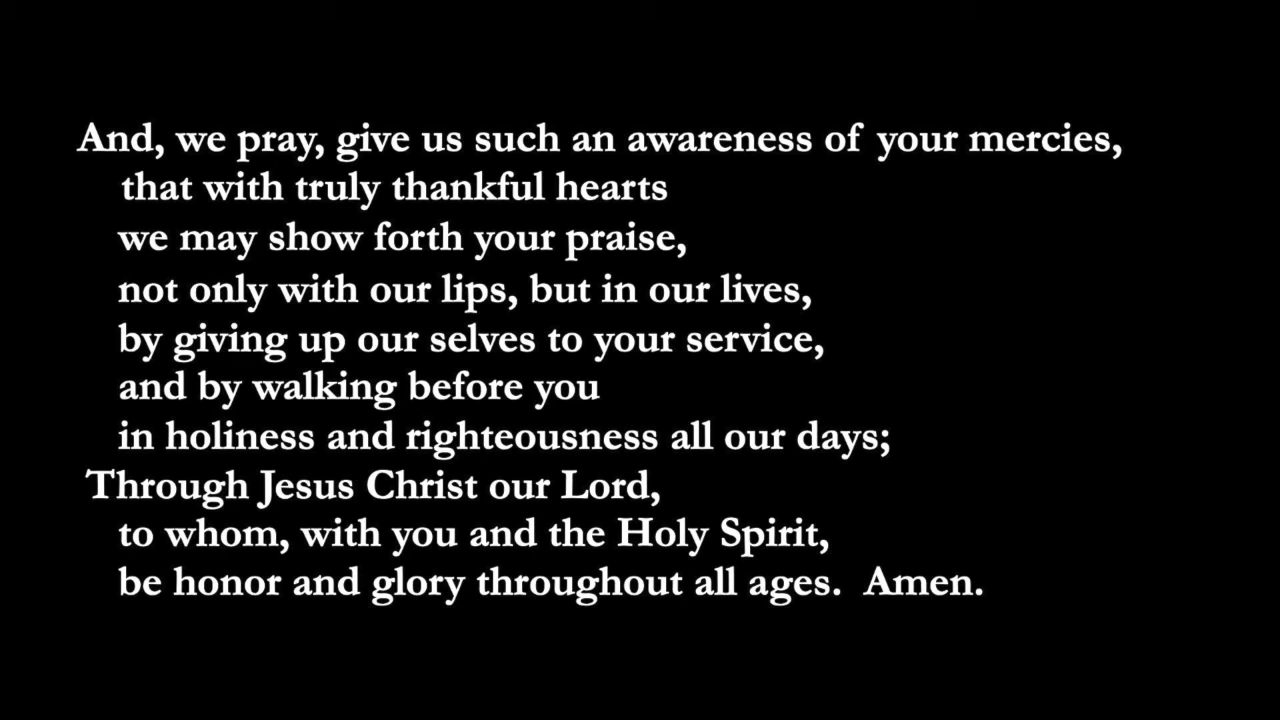 And, we pray, give us such an awareness of your mercies,
that with truly thankful hearts
we may show forth your praise,
not only with our lips, but in our lives,
by giving up our selves to your service,
and by walking before you
in holiness and righteousness all our days;
Through Jesus Christ our Lord,
to whom, with you and the Holy Spirit,
be honor and glory throughout all ages.  Amen.